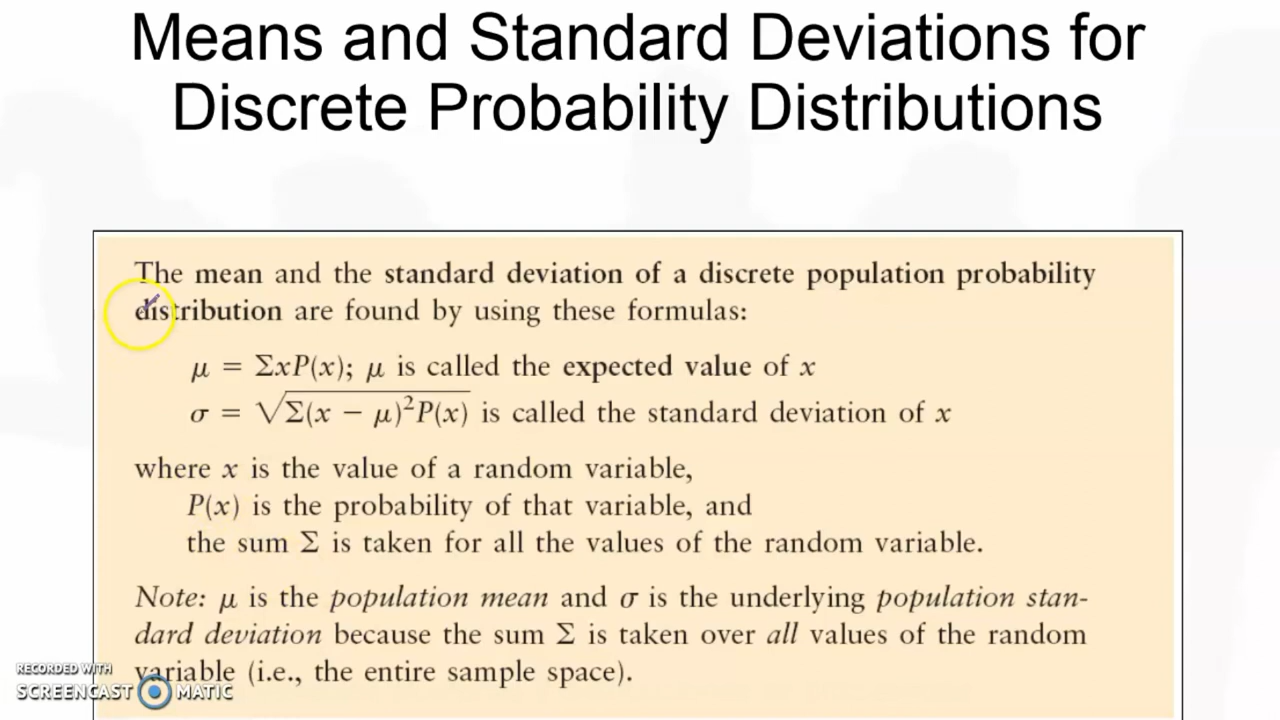 Means and Standard Deviations for
Discrete Probability Distributions
The mean and the standard deviation of a discrete population probability
distribution are found by using these formulas:
μ = ΣxP(x); μ is called the expected value of x
σ = √Σ(x − μ)²P(x) is called the standard deviation of x
where x is the value of a random variable,
P(x) is the probability of that variable, and
the sum Σ is taken for all the values of the random variable.
Note: μ is the population mean and σ is the underlying population stan-
dard deviation because the sum Σ is taken over all values of the random
variable (i.e., the entire sample space).
RECORDED WITH
SCREENCAST MATIC